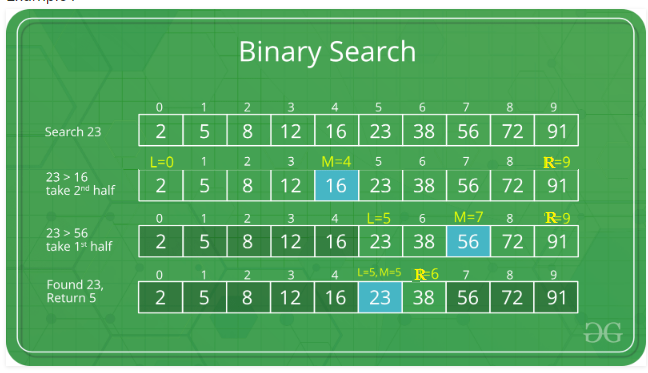 Example :
Binary Search
0 1 2 3 4 5 6 7 8 9
Search 23 2 5 8 12 16 23 38 56 72 91
L=0 1 2 3 M=4 5 6 7 8 R=9
23 > 16
take 2nd half 2 5 8 12 16 23 38 56 72 91
0 1 2 3 4 L=5 6 M=7 8 R=9
23 > 56
take 1st half 2 5 8 12 16 23 38 56 72 91
0 1 2 3 4 L=5, M=5 R=6 7 8 9
Found 23,
Return 5 2 5 8 12 16 23 38 56 72 91